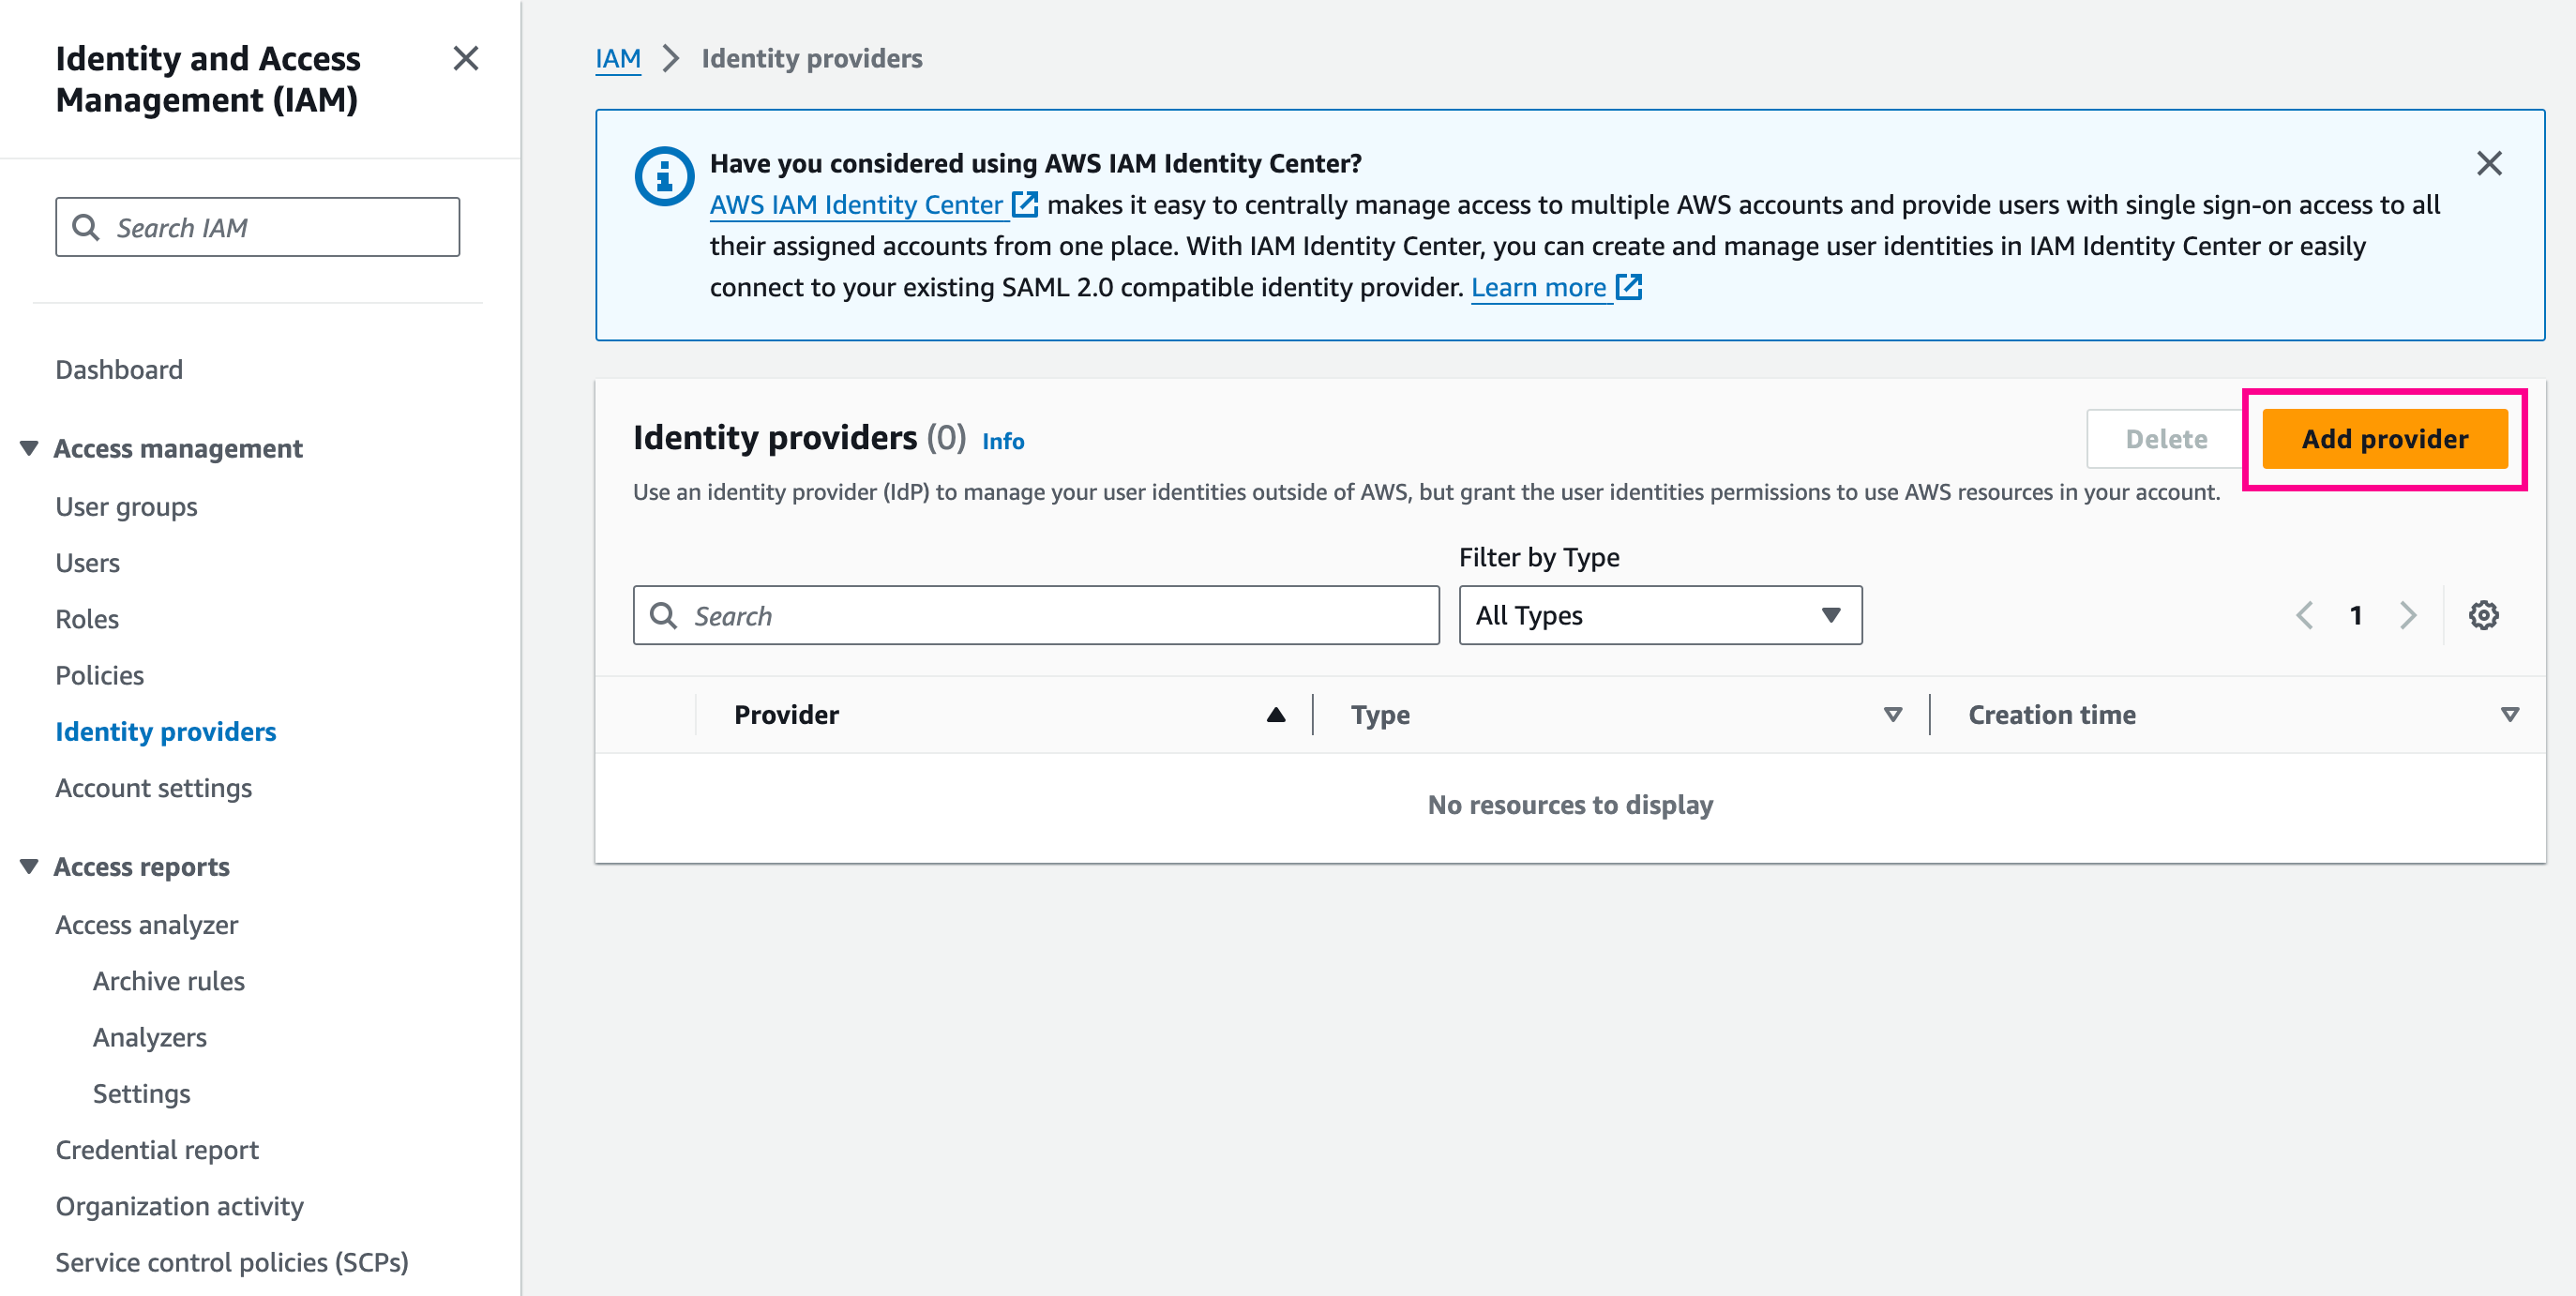 Identity and Access
Management (IAM)
Search IAM
Dashboard
Access management
User groups
Users
Roles
Policies
Identity providers
Account settings
Access reports
Access analyzer
Archive rules
Analyzers
Settings
Credential report
Organization activity
Service control policies (SCPs)
IAM > Identity providers
Have you considered using AWS IAM Identity Center?
AWS IAM Identity Center makes it easy to centrally manage access to multiple AWS accounts and provide users with single sign-on access to all
their assigned accounts from one place. With IAM Identity Center, you can create and manage user identities in IAM Identity Center or easily
connect to your existing SAML 2.0 compatible identity provider. Learn more
Identity providers (0) Info
Delete
Add provider
Use an identity provider (IdP) to manage your user identities outside of AWS, but grant the user identities permissions to use AWS resources in your account.
Filter by Type
Search
All Types
1
Provider
Type
Creation time
No resources to display